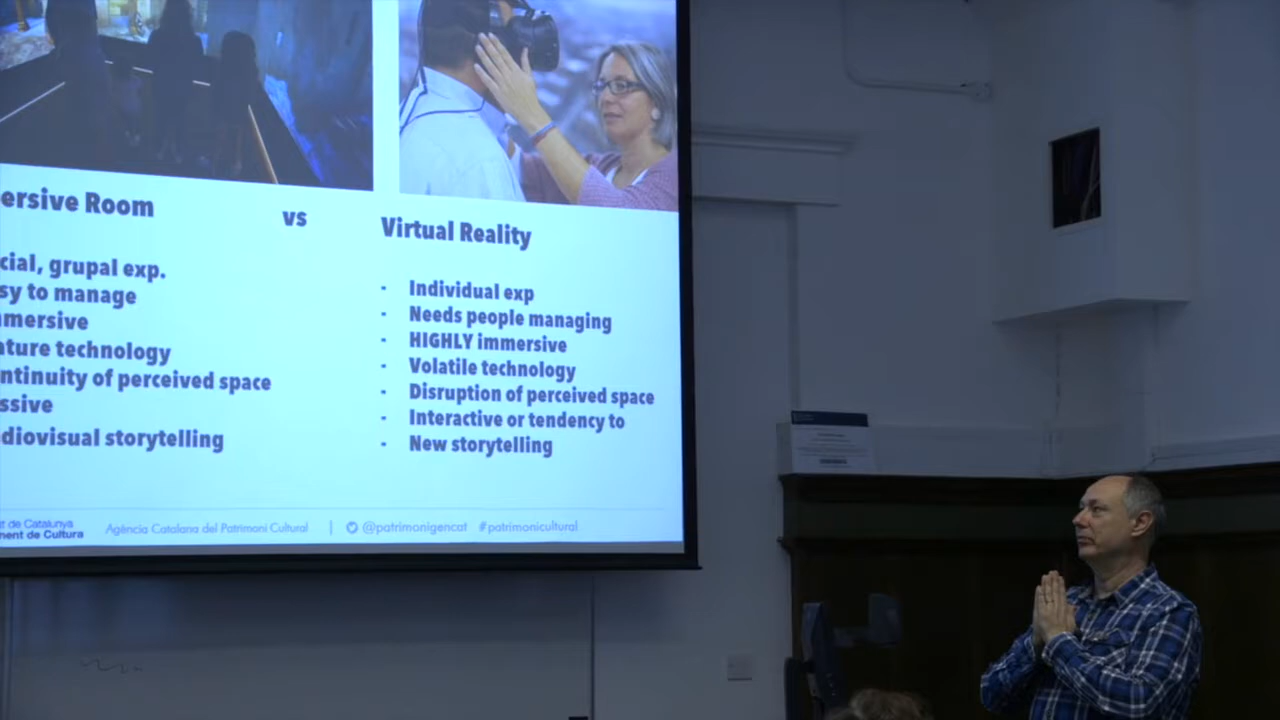 ersive Room
vs
Virtual Reality
cial, grupal exp.
sy to manage
mersive
ature technology
ntinuity of perceived space
ssive
diovisual storytelling
- Individual exp
- Needs people managing
- HIGHLY immersive
- Volatile technology
- Disruption of perceived space
- Interactive or tendency to
- New storytelling
t de Catalunya
nent de Cultura
Agència Catalana del Patrimoni Cultural | @patrimonigencat #patrimonicultural